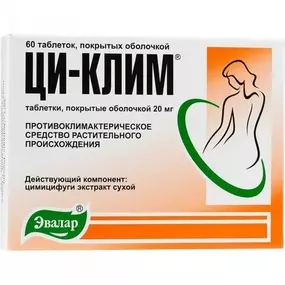 60 таблеток, покрытых оболочкой
ЦИ-КЛИМ®
таблетки, покрытые оболочкой 20 мг
ПРОТИВОКЛИМАКТЕРИЧЕСКОЕ
СРЕДСТВО РАСТИТЕЛЬНОГО
ПРОИСХОЖДЕНИЯ
Действующий компонент:
цимицифуги экстракт сухой
Эвалар®